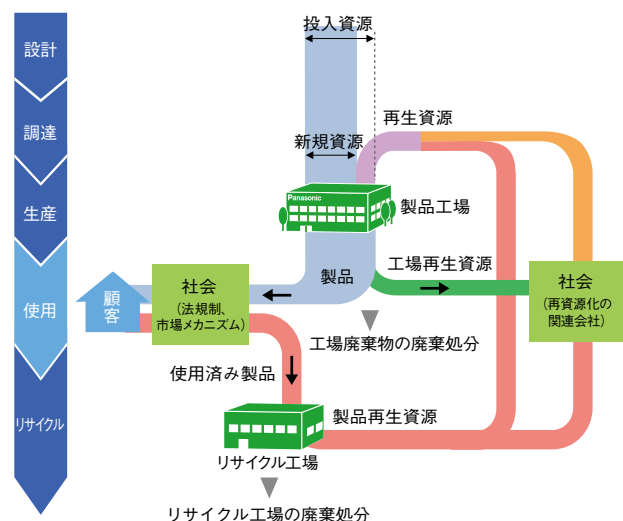 設計
調達
生産
使用
リサイクル
投入資源
新規資源
再生資源
Panasonic
製品工場
製品
工場再生資源
顧客
社会
(法規制、
市場メカニズム)
社会
(再資源化の
関連会社)
工場廃棄物の廃棄処分
使用済み製品
製品再生資源
リサイクル工場
リサイクル工場の廃棄処分